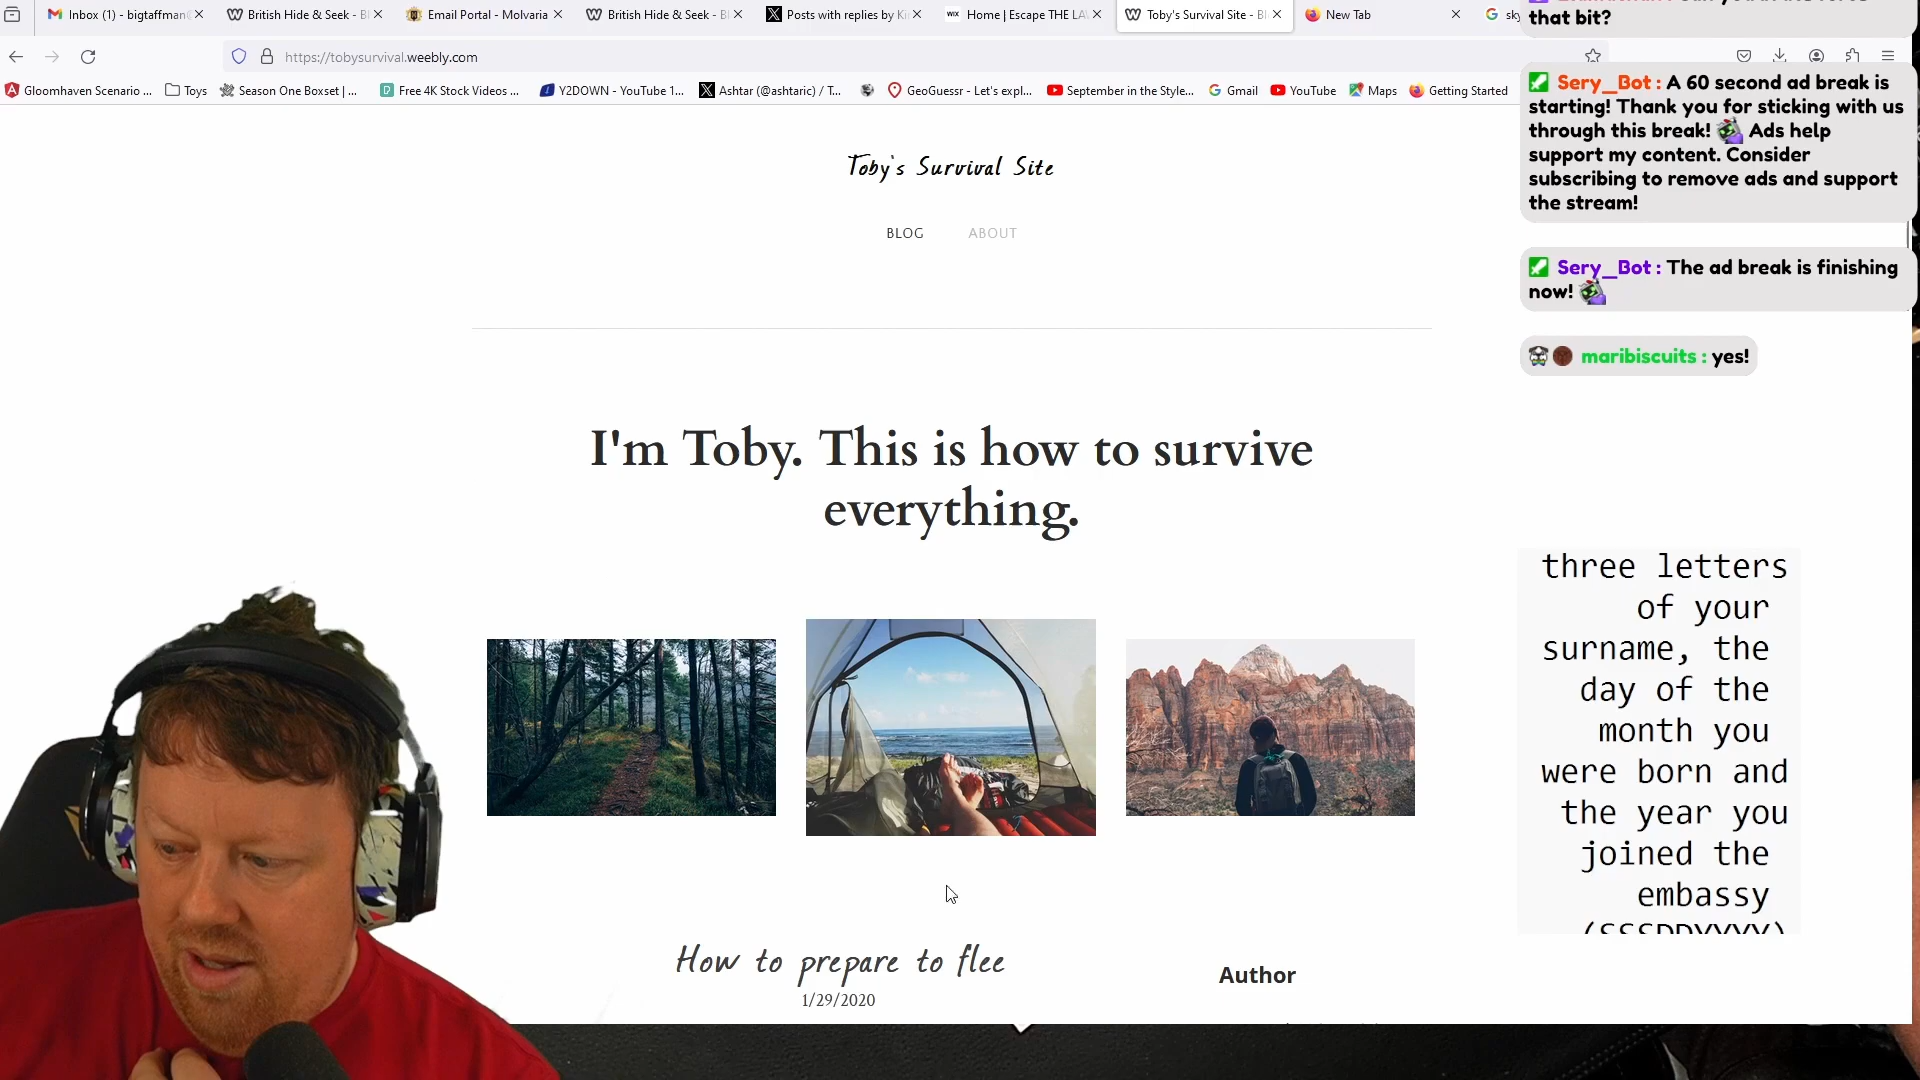 Inbox (1) - bigtaffman
British Hide & Seek - Bl
Email Portal - Molvaria
British Hide & Seek - Bl
Posts with replies by Ki
WIX Home | Escape THE LA
Toby's Survival Site - Bl
New Tab
sky
that bit?
https://tobysurvival.weebly.com
Gloomhaven Scenario ...
Toys
Season One Boxset | ...
Free 4K Stock Videos ...
Y2DOWN - YouTube 1...
Ashtar (@ashtaric) / T...
GeoGuessr - Let's expl...
September in the Style...
Gmail
YouTube
Maps
Getting Started
Sery_Bot : A 60 second ad break is
starting! Thank you for sticking with us
through this break! Ads help
support my content. Consider
subscribing to remove ads and support
the stream!
Sery_Bot : The ad break is finishing
now!
maribiscuits : yes!
Toby's Survival Site
BLOG
ABOUT
I'm Toby. This is how to survive
everything.
three letters
of your
surname, the
day of the
month you
were born and
the year you
joined the
embassy
(SSSDDYYYY)
How to prepare to flee
1/29/2020
Author